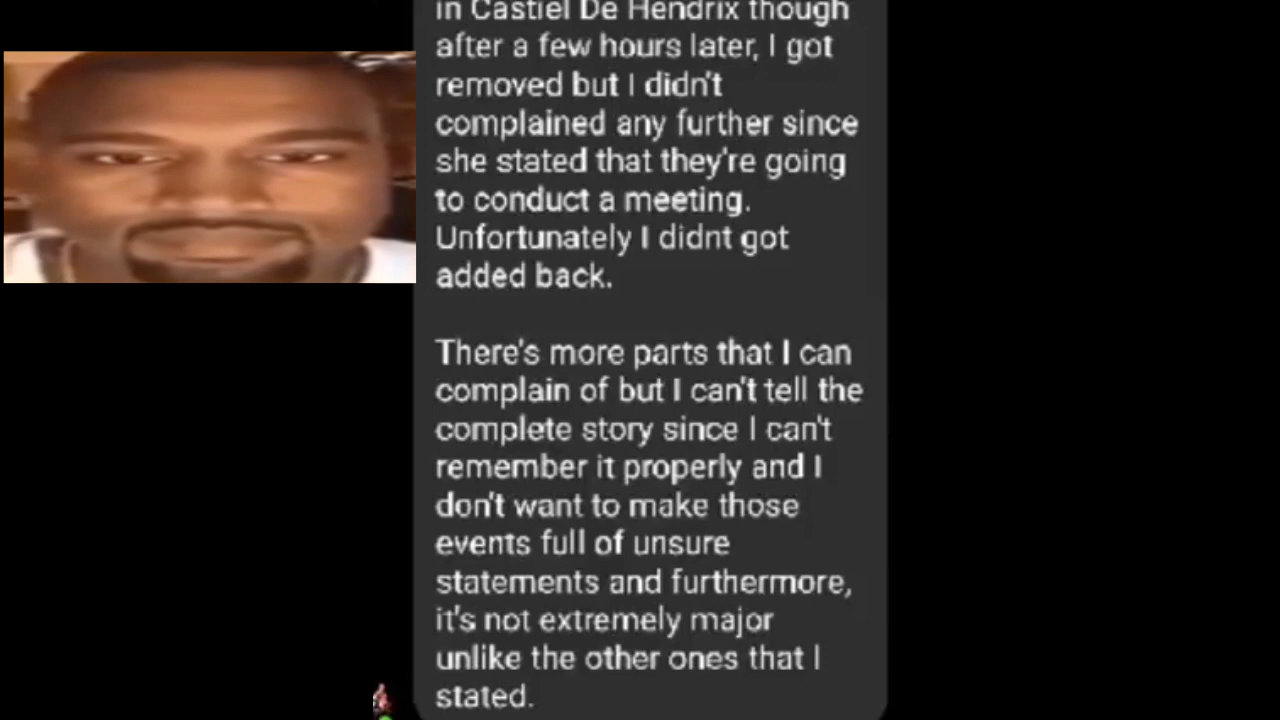 in Castiel De Hendrix though
after a few hours later, I got
removed but I didn't
complained any further since
she stated that they're going
to conduct a meeting.
Unfortunately I didnt got
added back.
There's more parts that I can
complain of but I can't tell the
complete story since I can't
remember it properly and I
don't want to make those
events full of unsure
statements and furthermore,
it's not extremely major
unlike the other ones that I
stated.